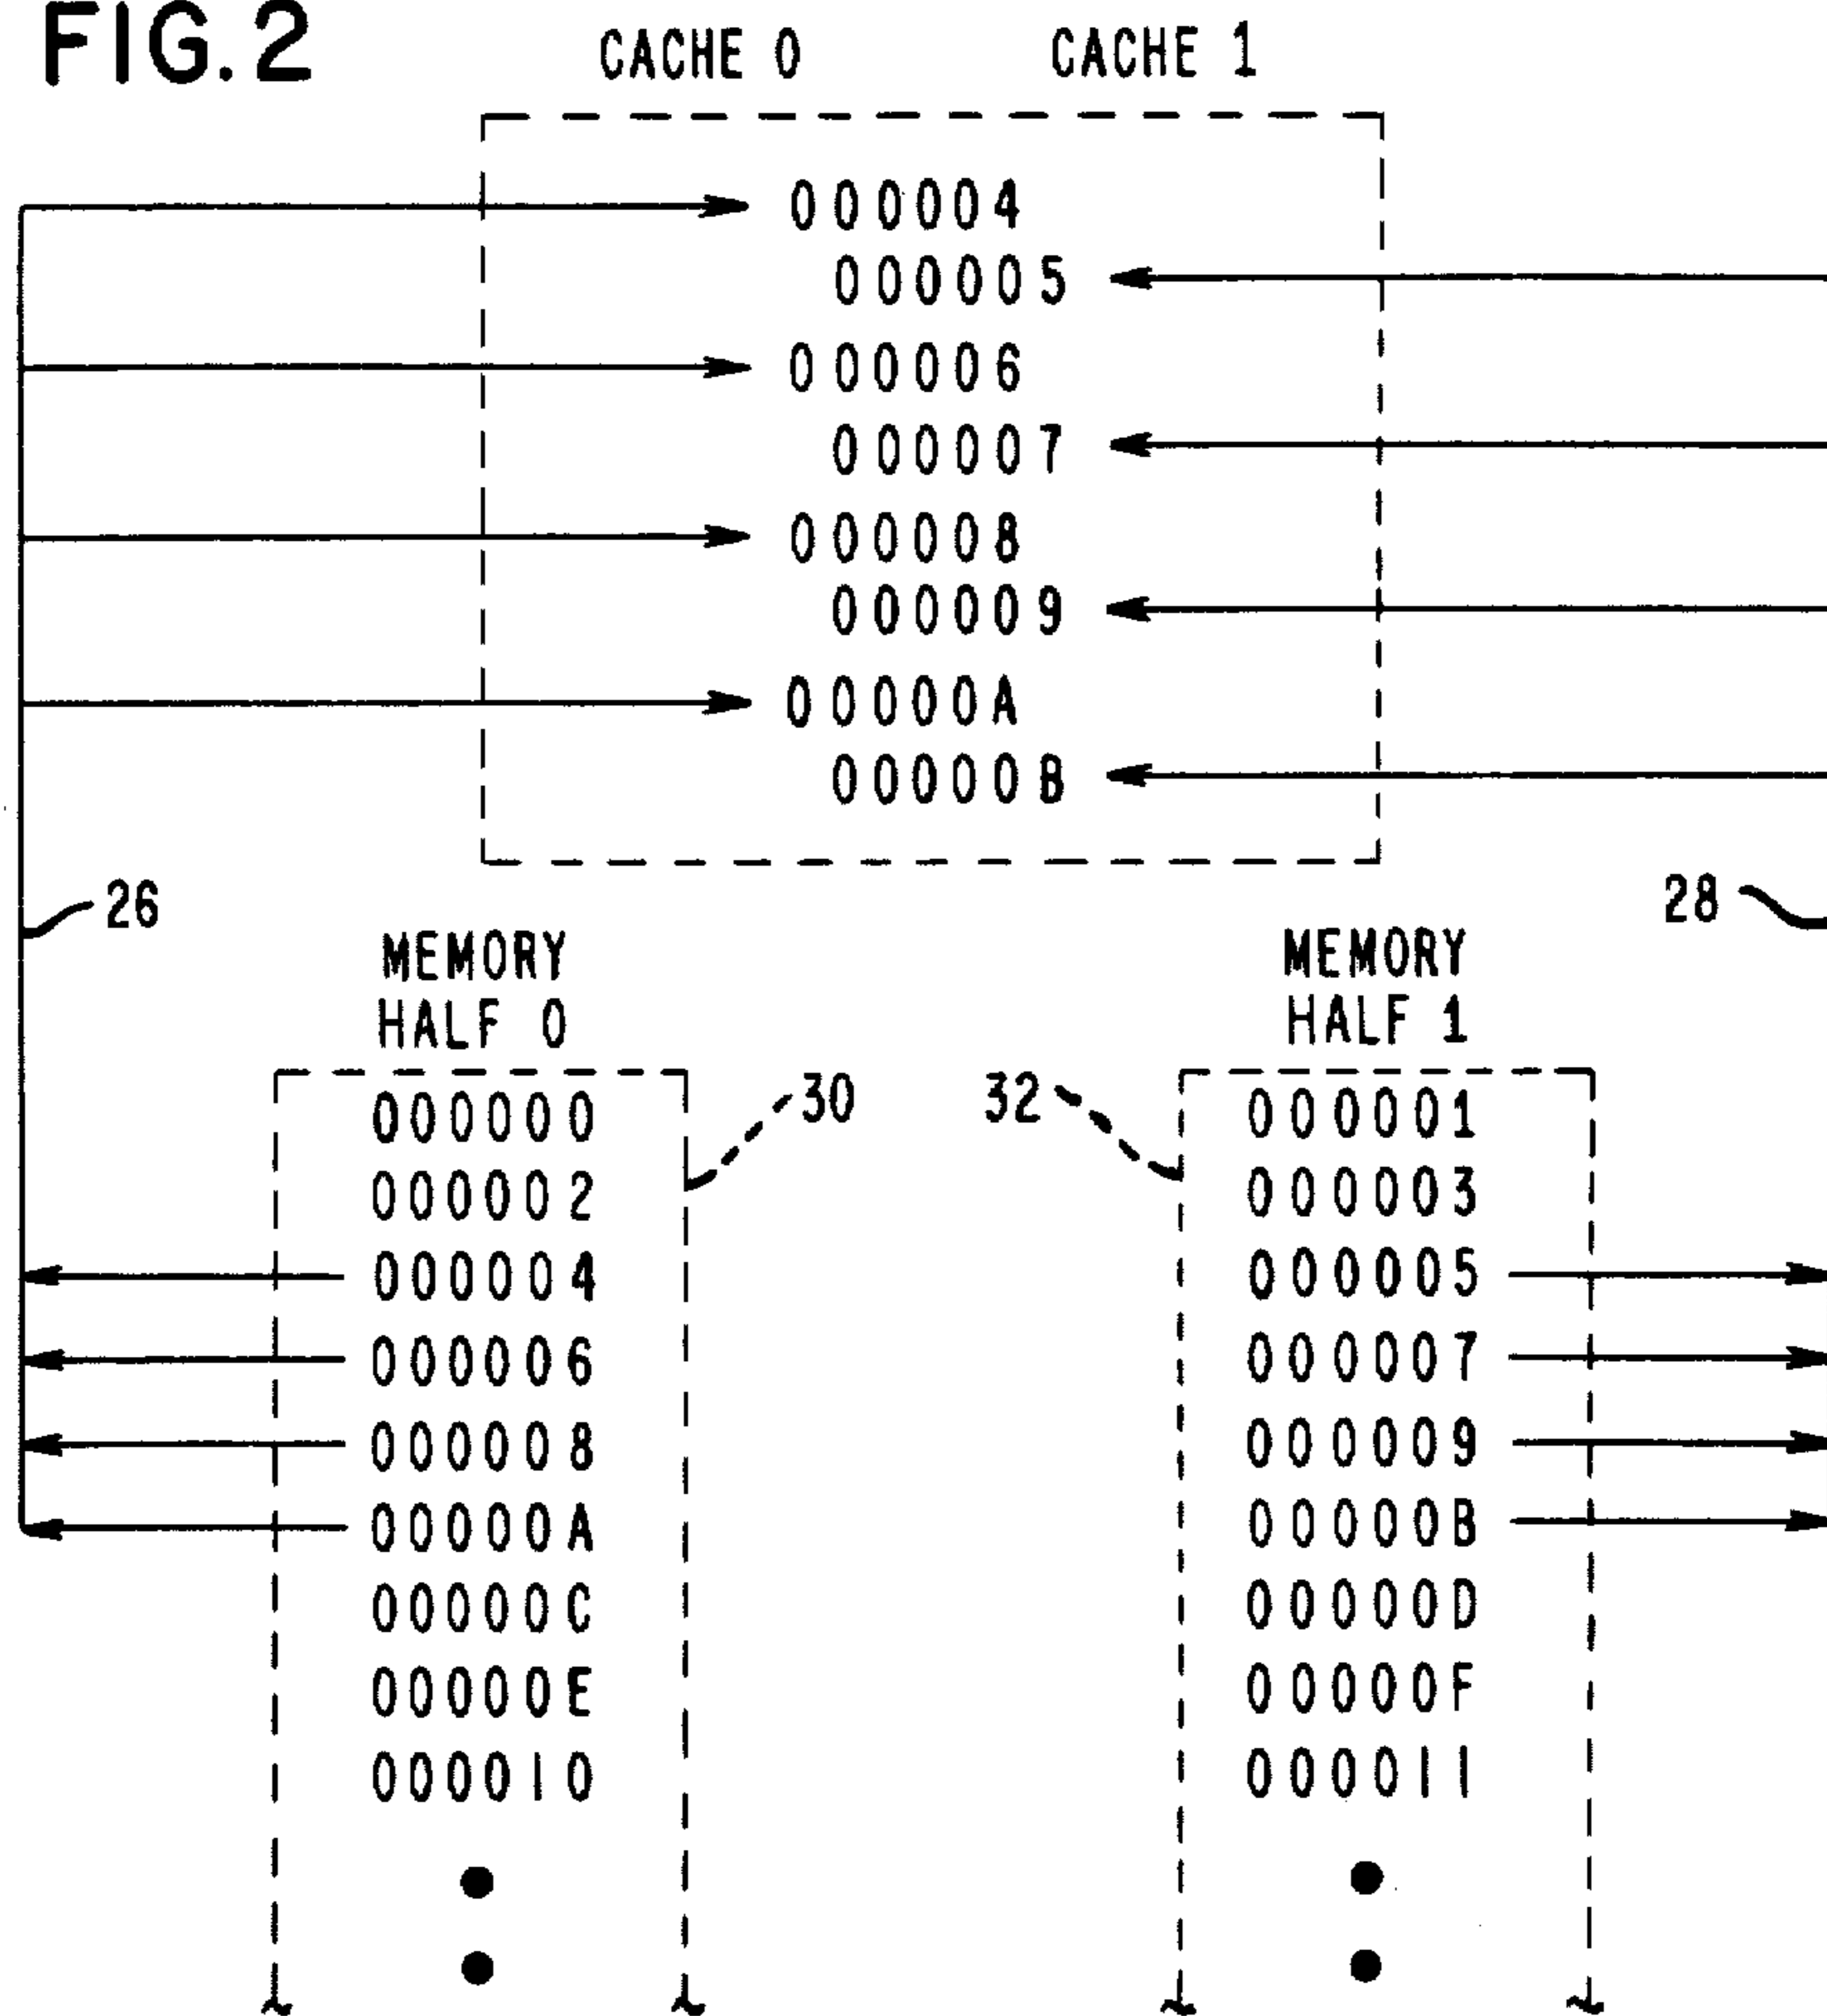 FIG.2
CACHE 0 CACHE 1
000004
000005
000006
000007
000008
000009
00000A
00000B
26
28
MEMORY
HALF 0
MEMORY
HALF 1
30
32
000000
000002
000004
000006
000008
00000A
00000C
00000E
000010
000001
000003
000005
000007
000009
00000B
00000D
00000F
000011